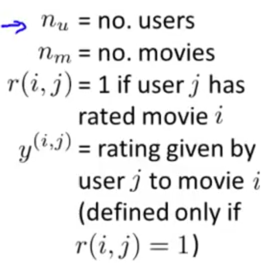 → n_u = no. users
n_m = no. movies
r(i, j) = 1 if user j has
rated movie i
y^(i,j) = rating given by
user j to movie i
(defined only if
r(i, j) = 1)